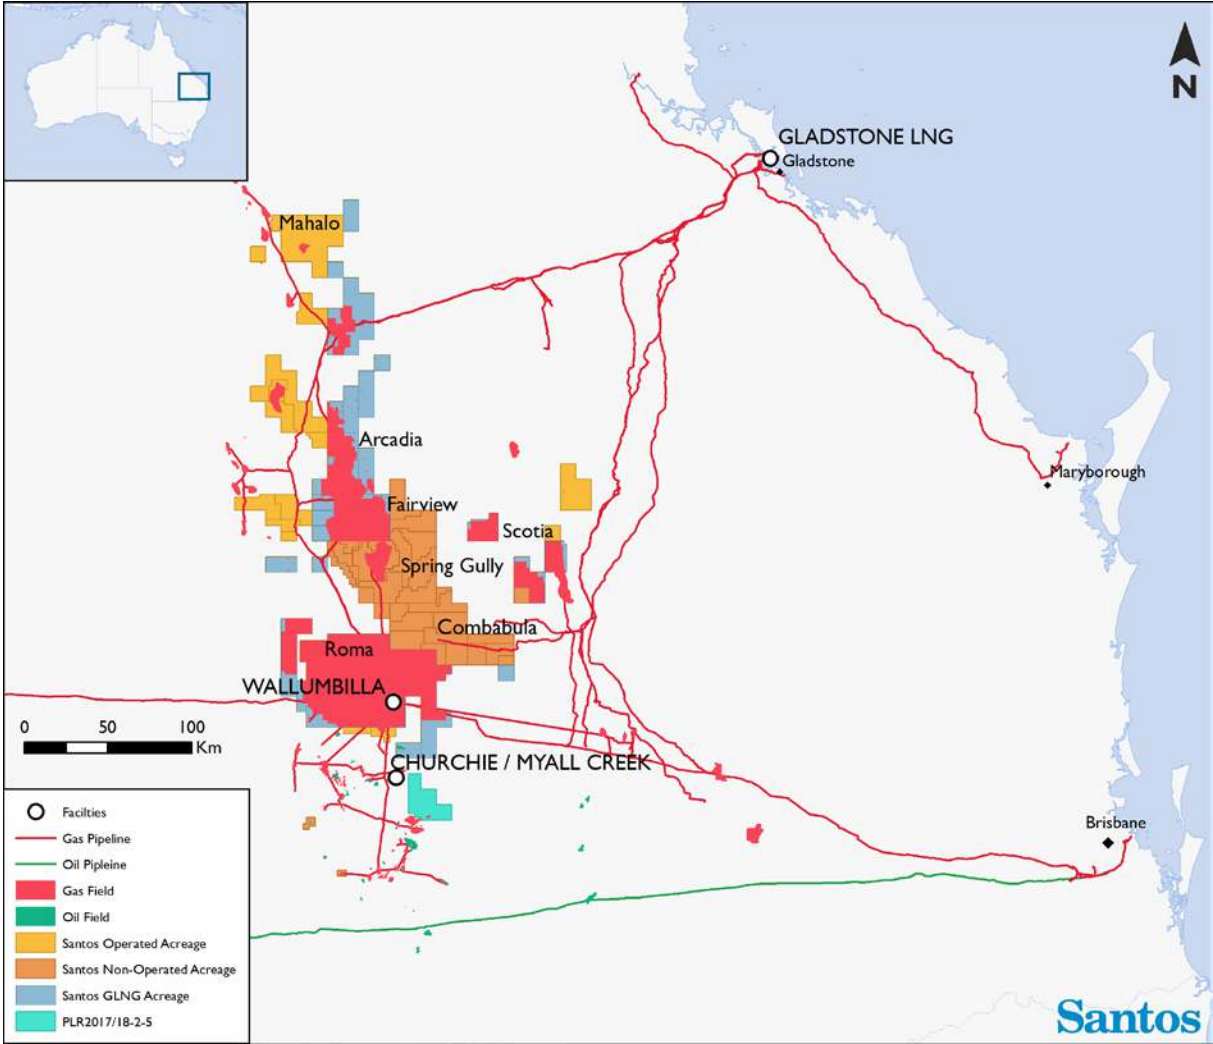 N
GLADSTONE LNG
Gladstone
Mahalo
Arcadia
Maryborough
Fairview
Scotia
Spring Gully
Combabula
Roma
WALLUMBILLA
0 50 100
Km
CHURCHIE / MYALL CREEK
Brisbane
Facilties
Gas Pipeline
Oil Pipleine
Gas Field
Oil Field
Santos Operated Acreage
Santos Non-Operated Acreage
Santos GLNG Acreage
PLR2017/18-2-5
Santos